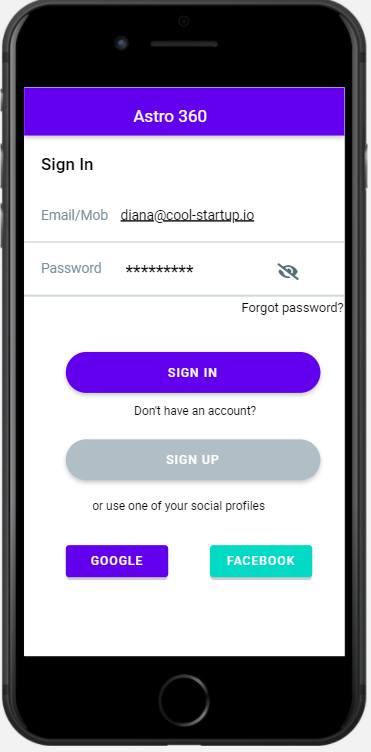 Astro 360
Sign In
Email/Mob diana@cool-startup.io
Password *********
Forgot password?
SIGN IN
Don't have an account?
SIGN UP
or use one of your social profiles
GOOGLE FACEBOOK